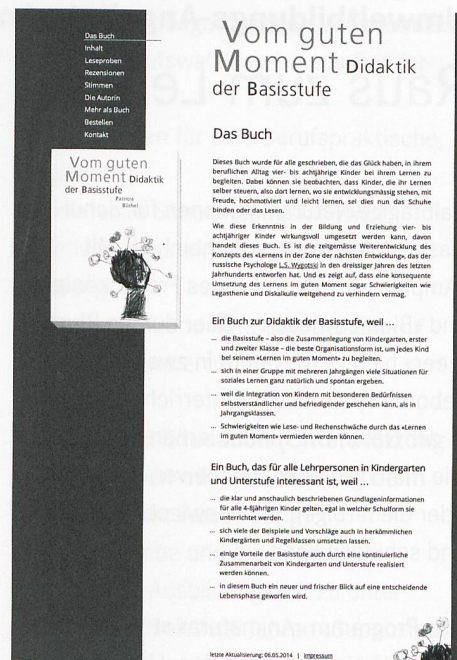 Das Buch
Inhalt
Leseproben
Rezensionen
Stimmen
Die Autorin
Mehr als Buch
Bestellen
Kontakt
Vom guten
Moment Didaktik
der Basisstufe
Patricia
Büchel
Vom guten
Moment Didaktik
der Basisstufe
Das Buch
Dieses Buch wurde für alle geschrieben, die das Glück haben, in ihrem
beruflichen Alltag vier- bis achtjährige Kinder bei ihrem Lernen zu
begleiten. Dabei können sie beobachten, dass Kinder, die ihr Lernen
selber steuern, also dort lernen, wo sie entwicklungsmässig stehen, mit
Freude, hochmotiviert und leicht lernen, sei dies nun das Schuhe
binden oder das Lesen.
Wie diese Erkenntnis in der Bildung und Erziehung vier- bis
achtjähriger Kinder wirkungsvoll umgesetzt werden kann, davon
handelt dieses Buch. Es ist die zeitgemässe Weiterentwicklung des
Konzepts des «Lernens in der Zone der nächsten Entwicklung», das der
russische Psychologe L.S. Wygotski in den dreissiger Jahren des letzten
Jahrhunderts entworfen hat. Und es zeigt auf, dass eine konsequente
Umsetzung des Lernens im guten Moment sogar Schwierigkeiten wie
Legasthenie und Diskalkulie weitgehend zu verhindern vermag.
Ein Buch zur Didaktik der Basisstufe, weil ...
... die Basisstufe – also die Zusammenlegung von Kindergarten, erster
und zweiter Klasse – die beste Organisationsform ist, um jedes Kind
bei seinem «Lernen im guten Moment» zu begleiten.
... sich in einer Gruppe mit mehreren Jahrgängen viele Situationen für
soziales Lernen ganz natürlich und spontan ergeben.
... weil die Integration von Kindern mit besonderen Bedürfnissen
selbstverständlicher und befriedigender geschehen kann, als in
Jahrgangsklassen.
... Schwierigkeiten wie Lese- und Rechenschwäche durch das «Lernen
im guten Moment» vermieden werden können.
Ein Buch, das für alle Lehrpersonen in Kindergarten
und Unterstufe interessant ist, weil ...
... die klar und anschaulich beschriebenen Grundlageninformationen
für alle 4-8jährigen Kinder gelten, egal in welcher Schulform sie
unterrichtet werden.
... sich viele der Beispiele und Vorschläge auch in herkömmlichen
Kindergärten und Regelklassen umsetzen lassen.
... einige Vorteile der Basisstufe auch durch eine kontinuierliche
Zusammenarbeit von Kindergarten und Unterstufe realisiert
werden können.
... in diesem Buch ein neuer und frischer Blick auf eine entscheidende
Lebensphase geworfen wird.
letzte Aktualisierung: 06.05.2014 | Impressum